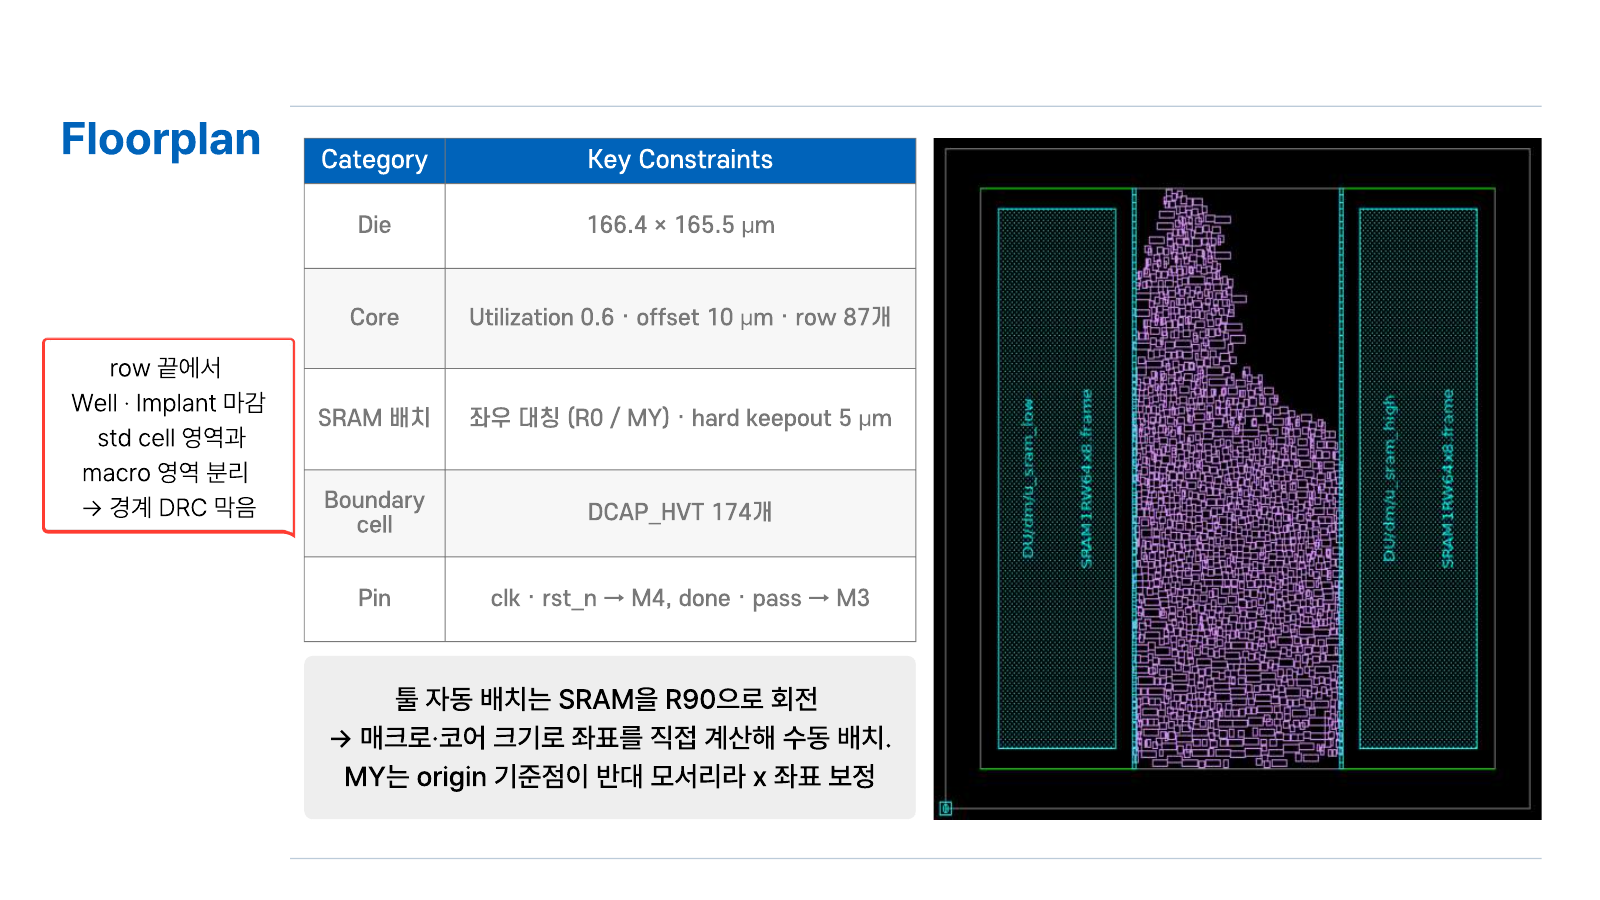 Floorplan
Category Key Constraints
Die 166.4 × 165.5 μm
Core Utilization 0.6 · offset 10 μm · row 87개
SRAM 배치 좌우 대칭 (R0 / MY) · hard keepout 5 μm
Boundary
cell
DCAP_HVT 174개
Pin clk · rst_n → M4, done · pass → M3
row 끝에서
Well · Implant 마감
std cell 영역과
macro 영역 분리
→ 경계 DRC 막음
툴 자동 배치는 SRAM을 R90으로 회전
→ 매크로·코어 크기로 좌표를 직접 계산해 수동 배치.
MY는 origin 기준점이 반대 모서리라 x 좌표 보정
DU/dm/u_sram_low
SRAM1RW64x8.frame
DU/dm/u_sram_high
SRAM1RW64x8.frame